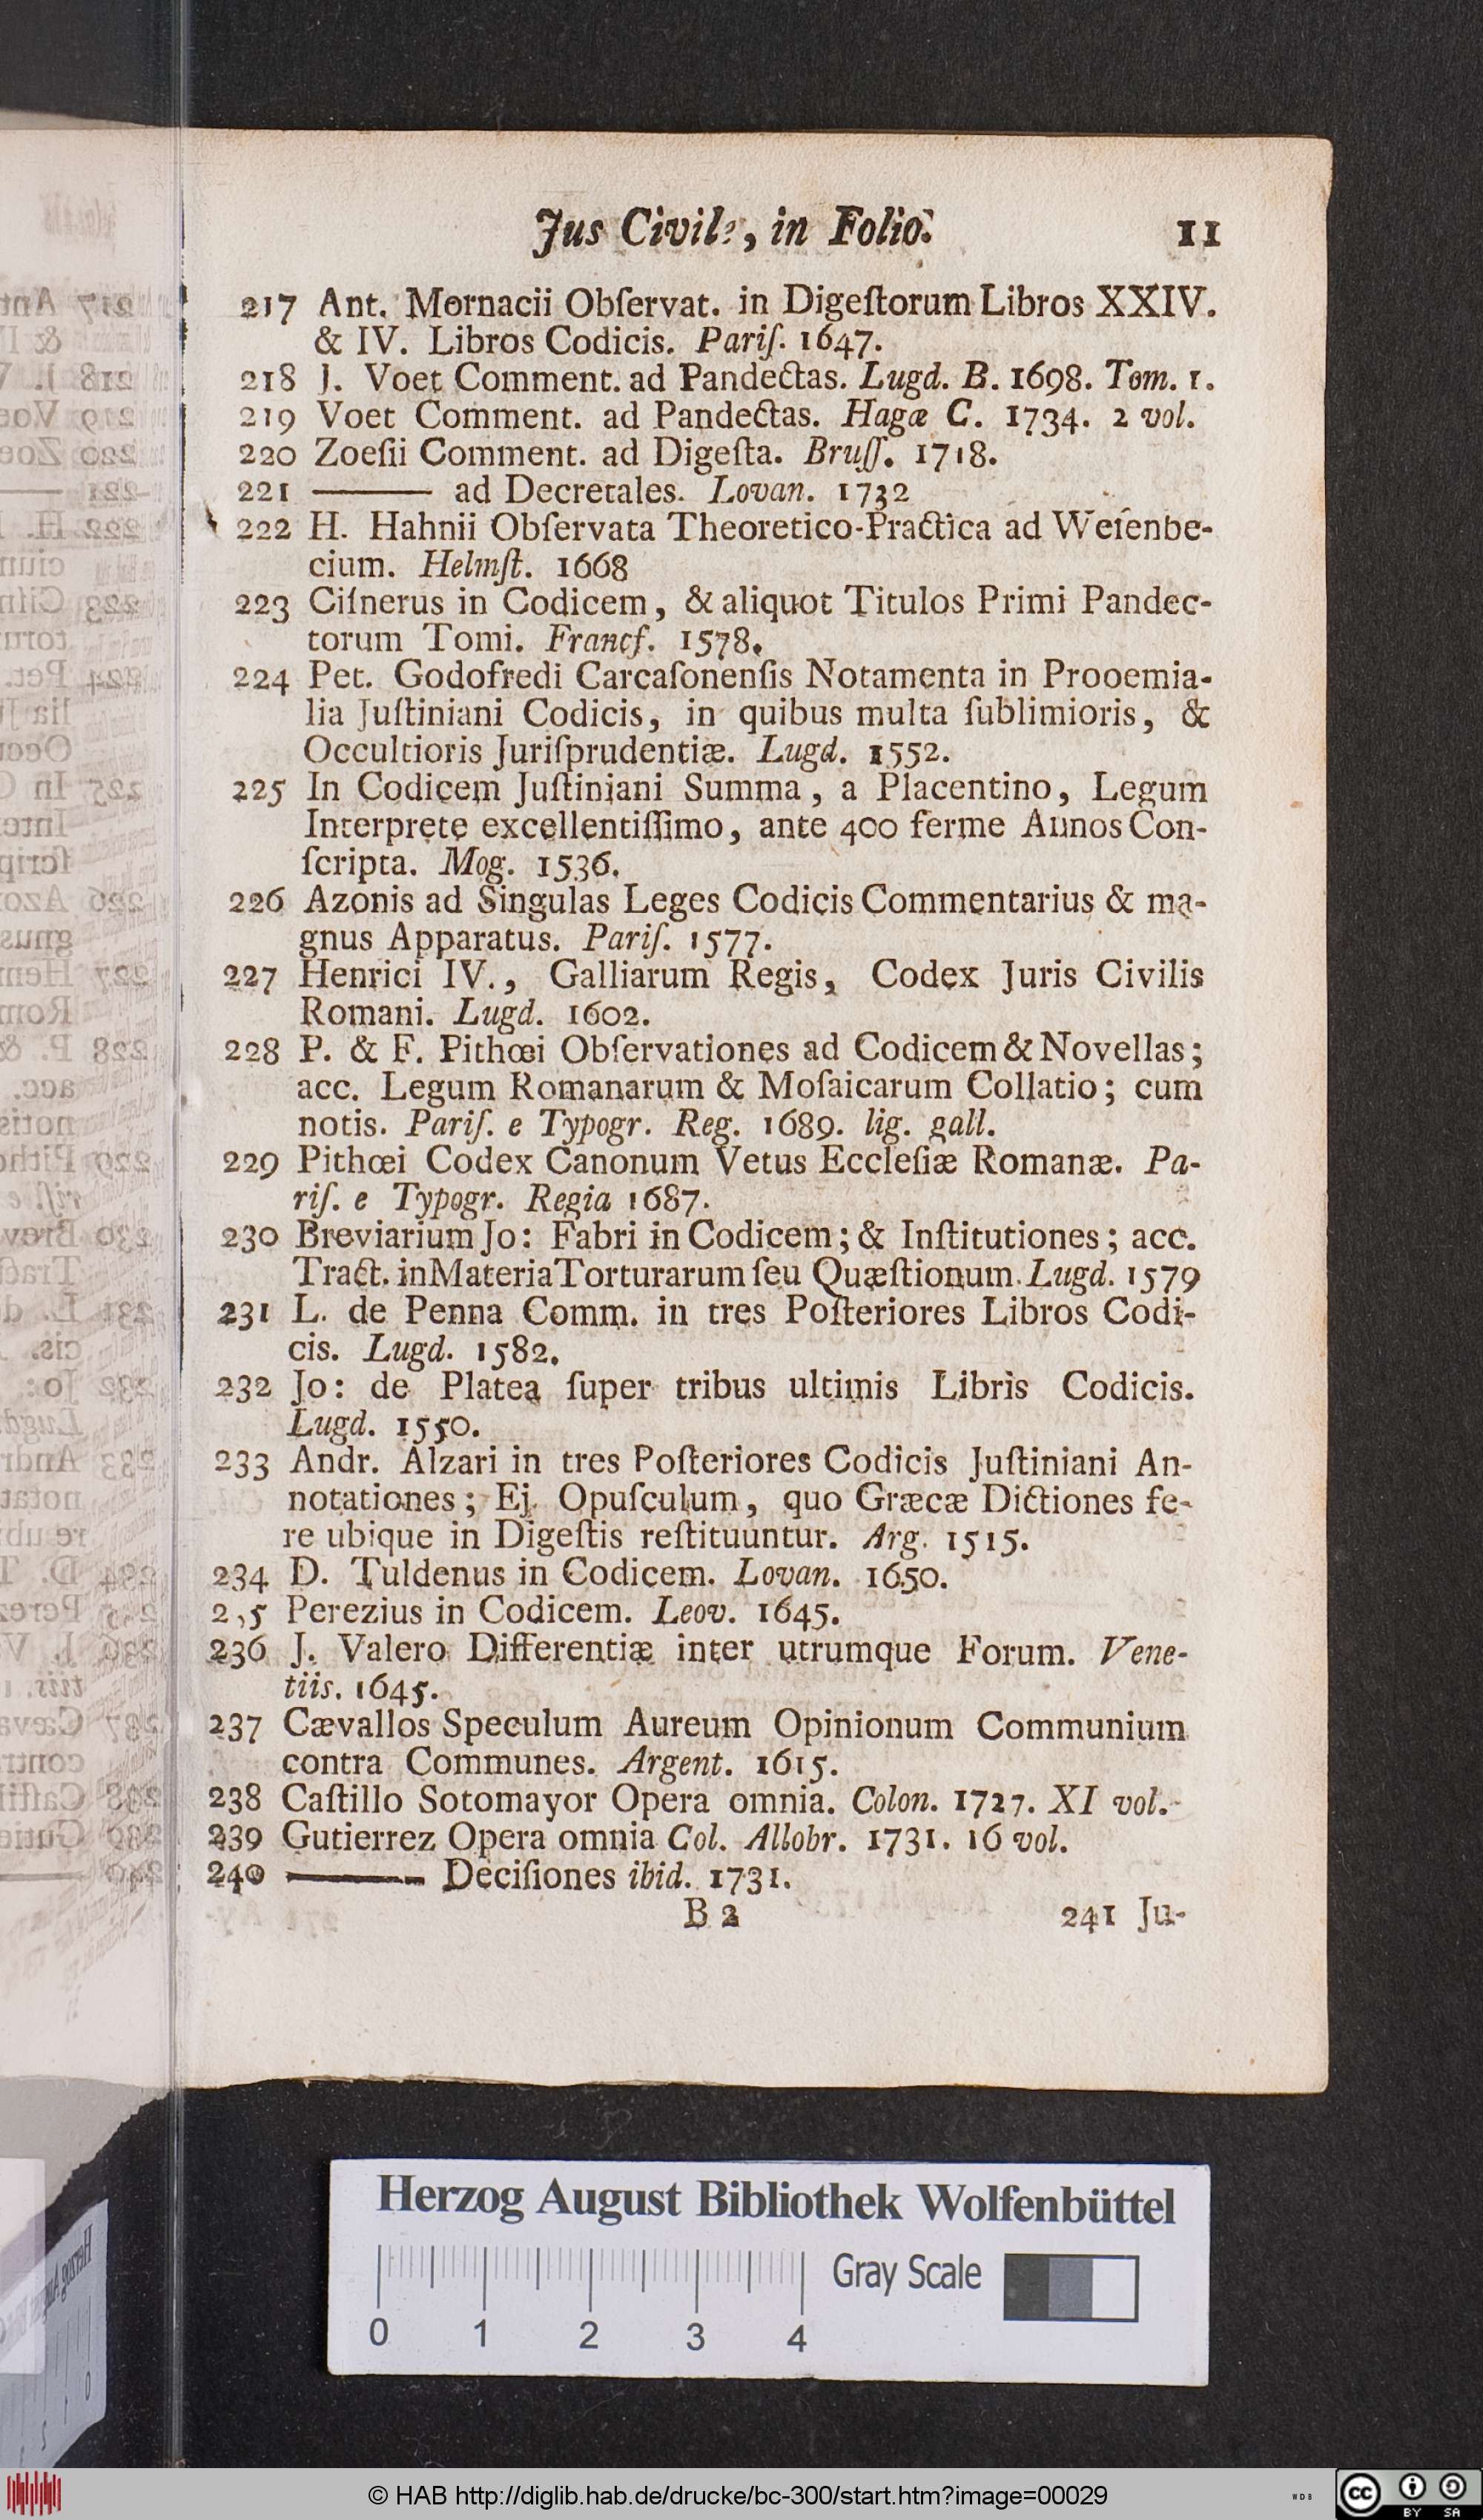 Jus Civile, in Folio. 11
217 Ant. Mornacii Obſervat. in Digeſtorum Libros XXIV.
& IV. Libros Codicis. Pariſ. 1647.
218 J. Voet Comment. ad Pandectas. Lugd. B. 1698. Tom. 1.
219 Voet Comment. ad Pandectas. Hagæ C. 1734. 2 vol.
220 Zoeſii Comment. ad Digeſta. Bruſſ. 1718.
221 ——— ad Decretales. Lovan. 1732
222 H. Hahnii Obſervata Theoretico-Practica ad Weſenbe-
cium. Helmſt. 1668
223 Ciſnerus in Codicem, & aliquot Titulos Primi Pandec-
torum Tomi. Francf. 1578.
224 Pet. Godofredi Carcaſonenſis Notamenta in Prooemia-
lia Juſtiniani Codicis, in quibus multa ſublimioris, &
Occultioris Juriſprudentiæ. Lugd. 1552.
225 In Codicem Juſtiniani Summa, a Placentino, Legum
Interprete excellentiſſimo, ante 400 ferme Annos Con-
ſcripta. Mog. 1536.
226 Azonis ad Singulas Leges Codicis Commentarius & ma-
gnus Apparatus. Pariſ. 1577.
227 Henrici IV., Galliarum Regis, Codex Juris Civilis
Romani. Lugd. 1602.
228 P. & F. Pithœi Obſervationes ad Codicem & Novellas;
acc. Legum Romanarum & Moſaicarum Collatio; cum
notis. Pariſ. e Typogr. Reg. 1689. lig. gall.
229 Pithœi Codex Canonum Vetus Eccleſiæ Romanæ. Pa-
riſ. e Typogr. Regia 1687.
230 Breviarium Jo: Fabri in Codicem; & Inſtitutiones; acc.
Tract. in Materia Torturarum ſeu Quæſtionum. Lugd. 1579
231 L. de Penna Comm. in tres Poſteriores Libros Codi-
cis. Lugd. 1582.
232 Jo: de Platea ſuper tribus ultimis Libris Codicis.
Lugd. 1550.
233 Andr. Alzari in tres Poſteriores Codicis Juſtiniani An-
notationes; Ej. Opuſculum, quo Græcæ Dictiones fe-
re ubique in Digeſtis reſtituuntur. Arg. 1515.
234 D. Tuldenus in Codicem. Lovan. 1650.
235 Perezius in Codicem. Leov. 1645.
236 J. Valero Differentiæ inter utrumque Forum. Vene-
tiis. 1645.
237 Cævallos Speculum Aureum Opinionum Communium
contra Communes. Argent. 1615.
238 Caſtillo Sotomayor Opera omnia. Colon. 1727. XI vol.
239 Gutierrez Opera omnia Col. Allobr. 1731. 16 vol.
240 ——— Deciſiones ibid. 1731.
B 2 241 Ju-
Herzog August Bibliothek Wolfenbüttel
Gray Scale
0 1 2 3 4
© HAB http://diglib.hab.de/drucke/bc-300/start.htm?image=00029
WDB
cc BY SA